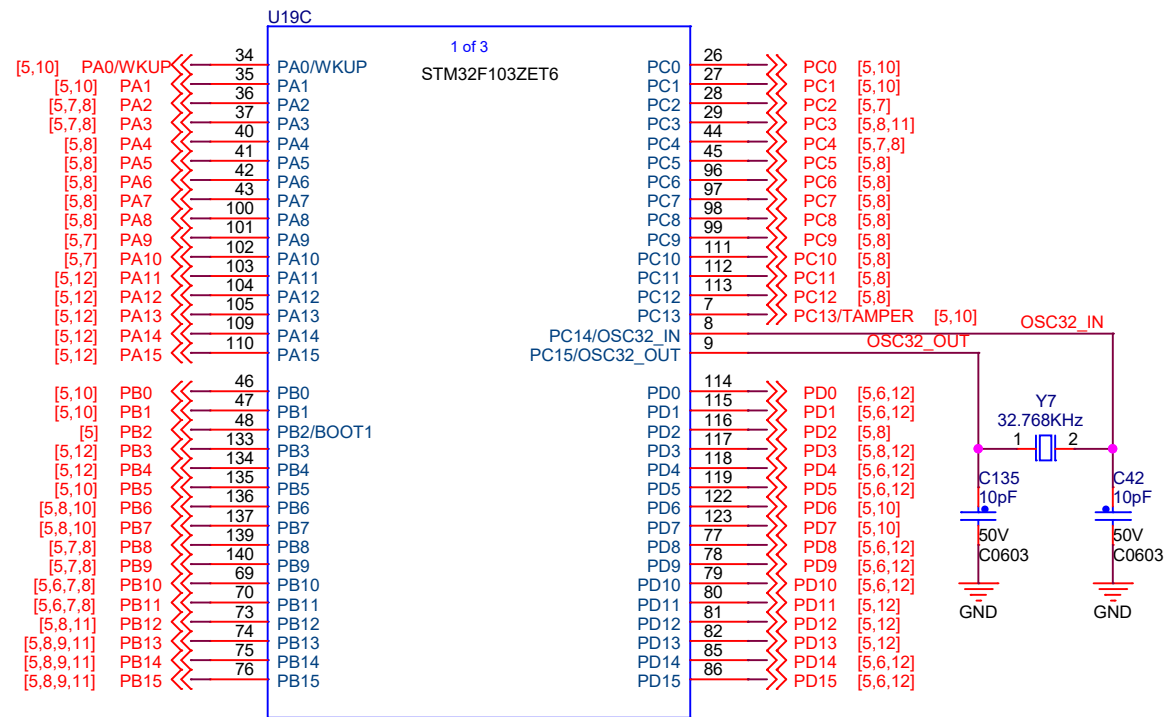 U19C
1 of 3
STM32F103ZET6
[5,10] PA0/WKUP 34 PA0/WKUP PC0 26 PC0 [5,10]
[5,10] PA1 35 PA1 PC1 27 PC1 [5,10]
[5,7,8] PA2 36 PA2 PC2 28 PC2 [5,7]
[5,7,8] PA3 37 PA3 PC3 29 PC3 [5,8,11]
[5,8] PA4 40 PA4 PC4 44 PC4 [5,7,8]
[5,8] PA5 41 PA5 PC5 45 PC5 [5,8]
[5,8] PA6 42 PA6 PC6 96 PC6 [5,8]
[5,8] PA7 43 PA7 PC7 97 PC7 [5,8]
[5,8] PA8 100 PA8 PC8 98 PC8 [5,8]
[5,7] PA9 101 PA9 PC9 99 PC9 [5,8]
[5,7] PA10 102 PA10 PC10 111 PC10 [5,8]
[5,12] PA11 103 PA11 PC11 112 PC11 [5,8]
[5,12] PA12 104 PA12 PC12 113 PC12 [5,8]
[5,12] PA13 105 PA13 PC13 7 PC13/TAMPER [5,10]
[5,12] PA14 109 PA14 PC14/OSC32_IN 8 OSC32_IN
[5,12] PA15 110 PA15 PC15/OSC32_OUT 9 OSC32_OUT
[5,10] PB0 46 PB0 PD0 114 PD0 [5,6,12]
[5,10] PB1 47 PB1 PD1 115 PD1 [5,6,12]
[5] PB2 48 PB2/BOOT1 PD2 116 PD2 [5,8]
[5,12] PB3 133 PB3 PD3 117 PD3 [5,8,12]
[5,12] PB4 134 PB4 PD4 118 PD4 [5,6,12]
[5,10] PB5 135 PB5 PD5 119 PD5 [5,6,12]
[5,8,10] PB6 136 PB6 PD6 122 PD6 [5,10]
[5,8,10] PB7 137 PB7 PD7 123 PD7 [5,10]
[5,7,8] PB8 139 PB8 PD8 77 PD8 [5,6,12]
[5,7,8] PB9 140 PB9 PD9 78 PD9 [5,6,12]
[5,6,7,8] PB10 69 PB10 PD10 79 PD10 [5,6,12]
[5,6,7,8] PB11 70 PB11 PD11 80 PD11 [5,12]
[5,8,11] PB12 73 PB12 PD12 81 PD12 [5,12]
[5,8,9,11] PB13 74 PB13 PD13 82 PD13 [5,12]
[5,8,9,11] PB14 75 PB14 PD14 85 PD14 [5,6,12]
[5,8,9,11] PB15 76 PB15 PD15 86 PD15 [5,6,12]
Y7
32.768KHz
1 2
C135
10pF
50V
C0603
GND
C42
10pF
50V
C0603
GND